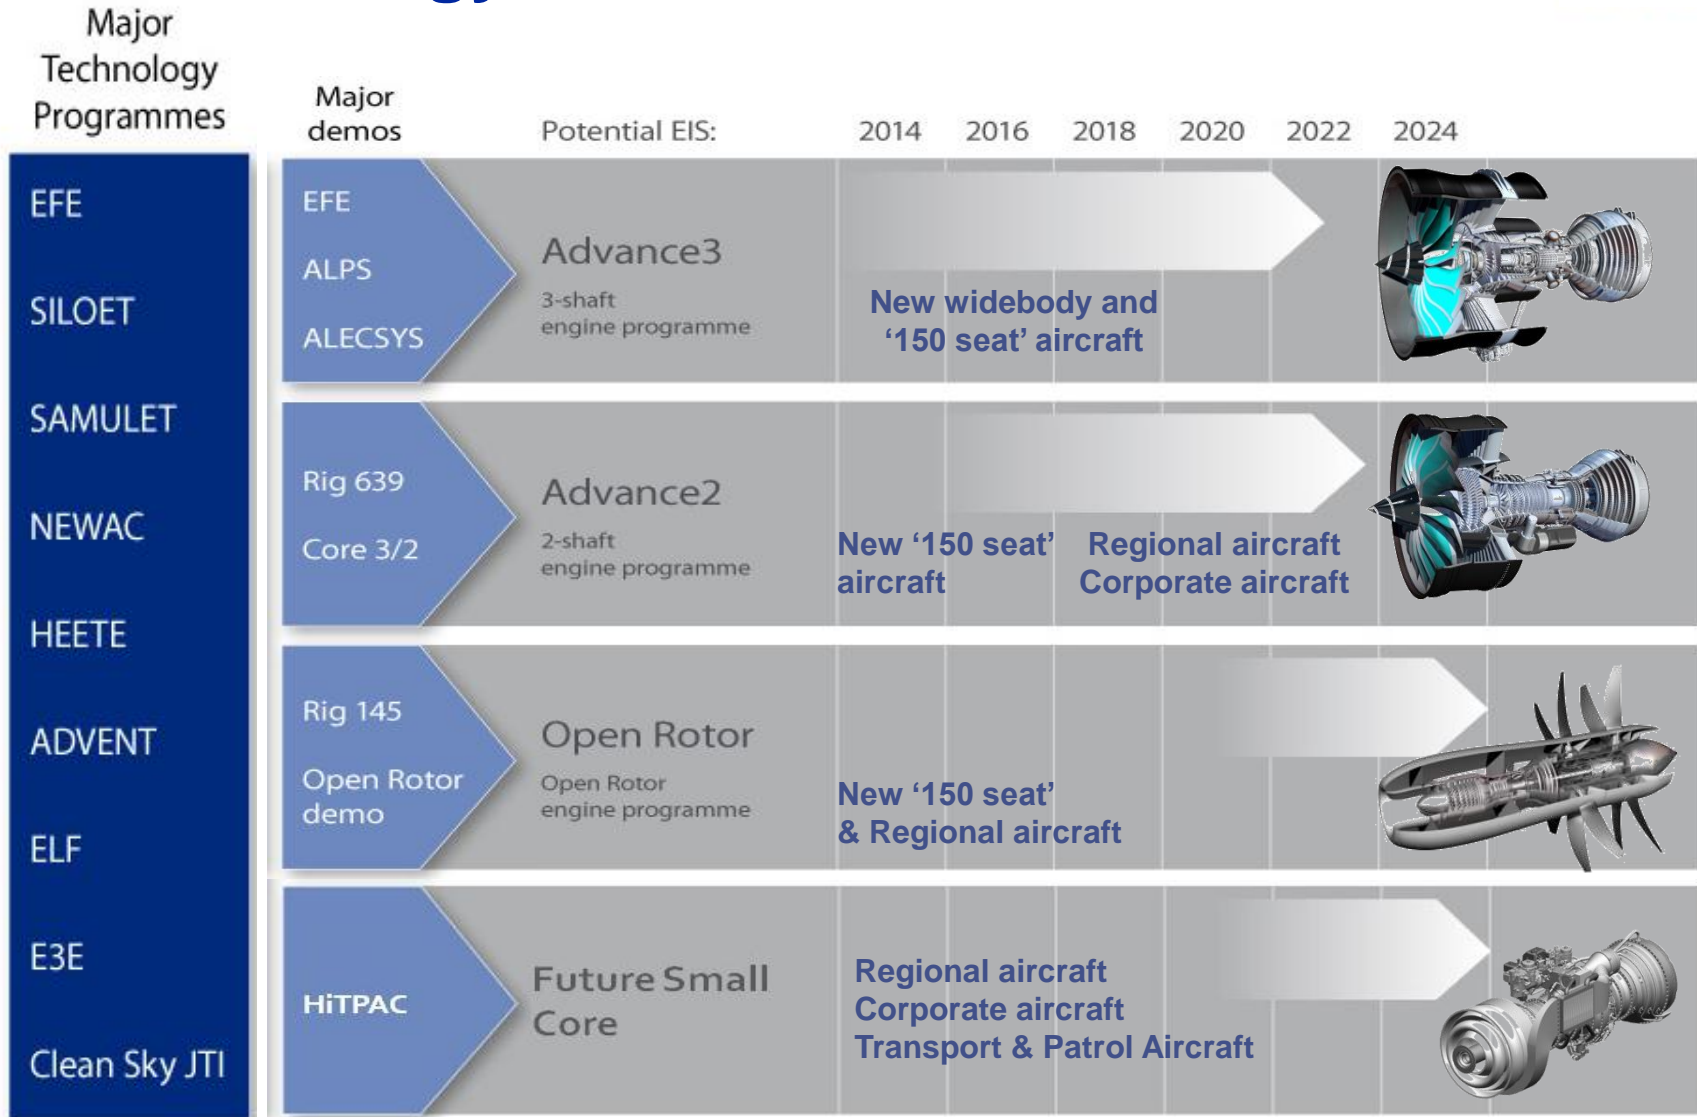 Major
Technology
Programmes
EFE
SILOET
SAMULET
NEWAC
HEETE
ADVENT
ELF
E3E
Clean Sky JTI
Major
demos
Potential EIS:
2014
2016
2018
2020
2022
2024
EFE
ALPS
ALECSYS
Advance3
3-shaft
engine programme
New widebody and
‘150 seat’ aircraft
Rig 639
Core 3/2
Advance2
2-shaft
engine programme
New ‘150 seat’
aircraft
Regional aircraft
Corporate aircraft
Rig 145
Open Rotor
demo
Open Rotor
Open Rotor
engine programme
New ‘150 seat’
& Regional aircraft
HiTPAC
Future Small
Core
Regional aircraft
Corporate aircraft
Transport & Patrol Aircraft